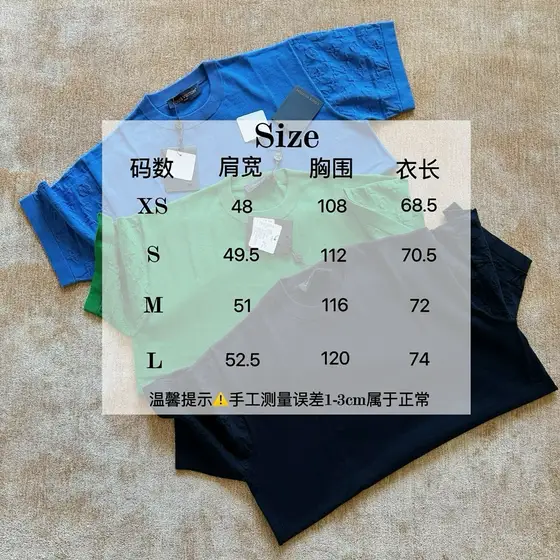 Size
码数 肩宽 胸围 衣长
XS 48 108 68.5
S 49.5 112 70.5
M 51 116 72
L 52.5 120 74
温馨提示⚠️手工测量误差1-3cm属于正常